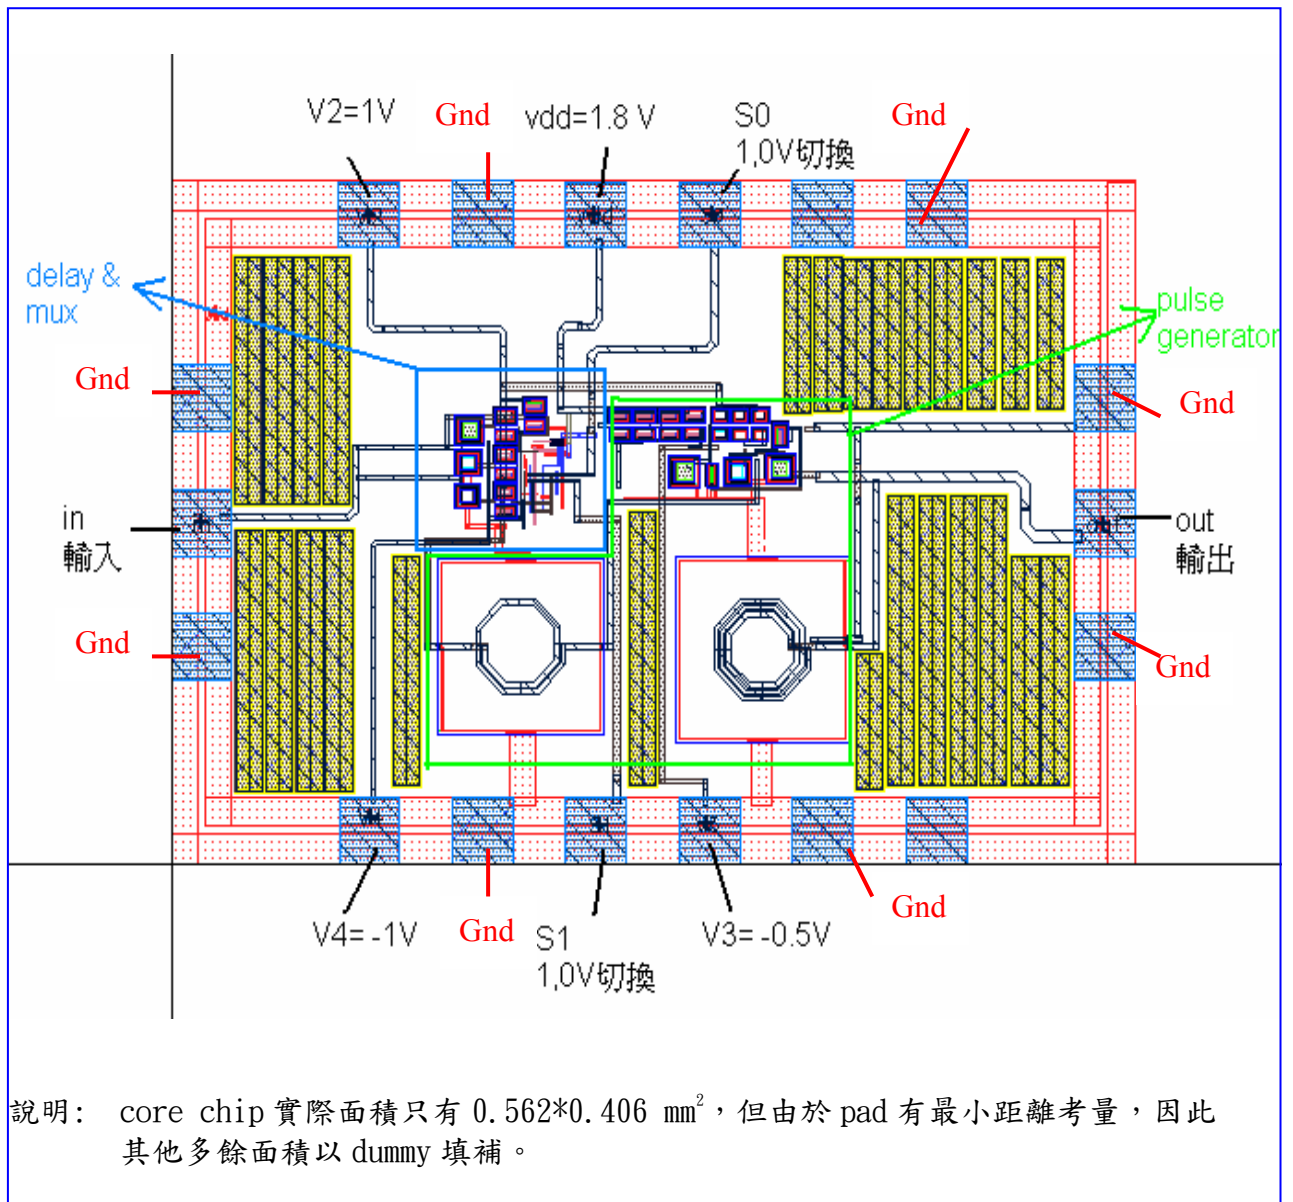 V2=1V
Gnd
vdd=1.8 V
S0
1,0V切換
Gnd
delay &
mux
pulse
generator
Gnd
Gnd
in
輸入
out
輸出
Gnd
Gnd
V4= -1V
Gnd
S1
1,0V切換
V3= -0.5V
Gnd
說明: core chip 實際面積只有 0.562*0.406 mm²，但由於 pad 有最小距離考量，因此
其他多餘面積以 dummy 填補。